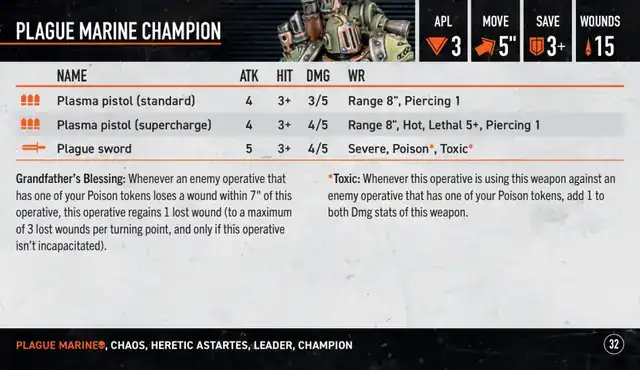 PLAGUE MARINE CHAMPION
APL
3
MOVE
5"
SAVE
3+
WOUNDS
15
NAME ATK HIT DMG WR
Plasma pistol (standard) 4 3+ 3/5 Range 8", Piercing 1
Plasma pistol (supercharge) 4 3+ 4/5 Range 8", Hot, Lethal 5+, Piercing 1
Plague sword 5 3+ 4/5 Severe, Poison*, Toxic*
Grandfather's Blessing: Whenever an enemy operative that
has one of your Poison tokens loses a wound within 7" of this
operative, this operative regains 1 lost wound (to a maximum
of 3 lost wounds per turning point, and only if this operative
isn't incapacitated).
*Toxic: Whenever this operative is using this weapon against an
enemy operative that has one of your Poison tokens, add 1 to
both Dmg stats of this weapon.
PLAGUE MARINE, CHAOS, HERETIC ASTARTES, LEADER, CHAMPION
32